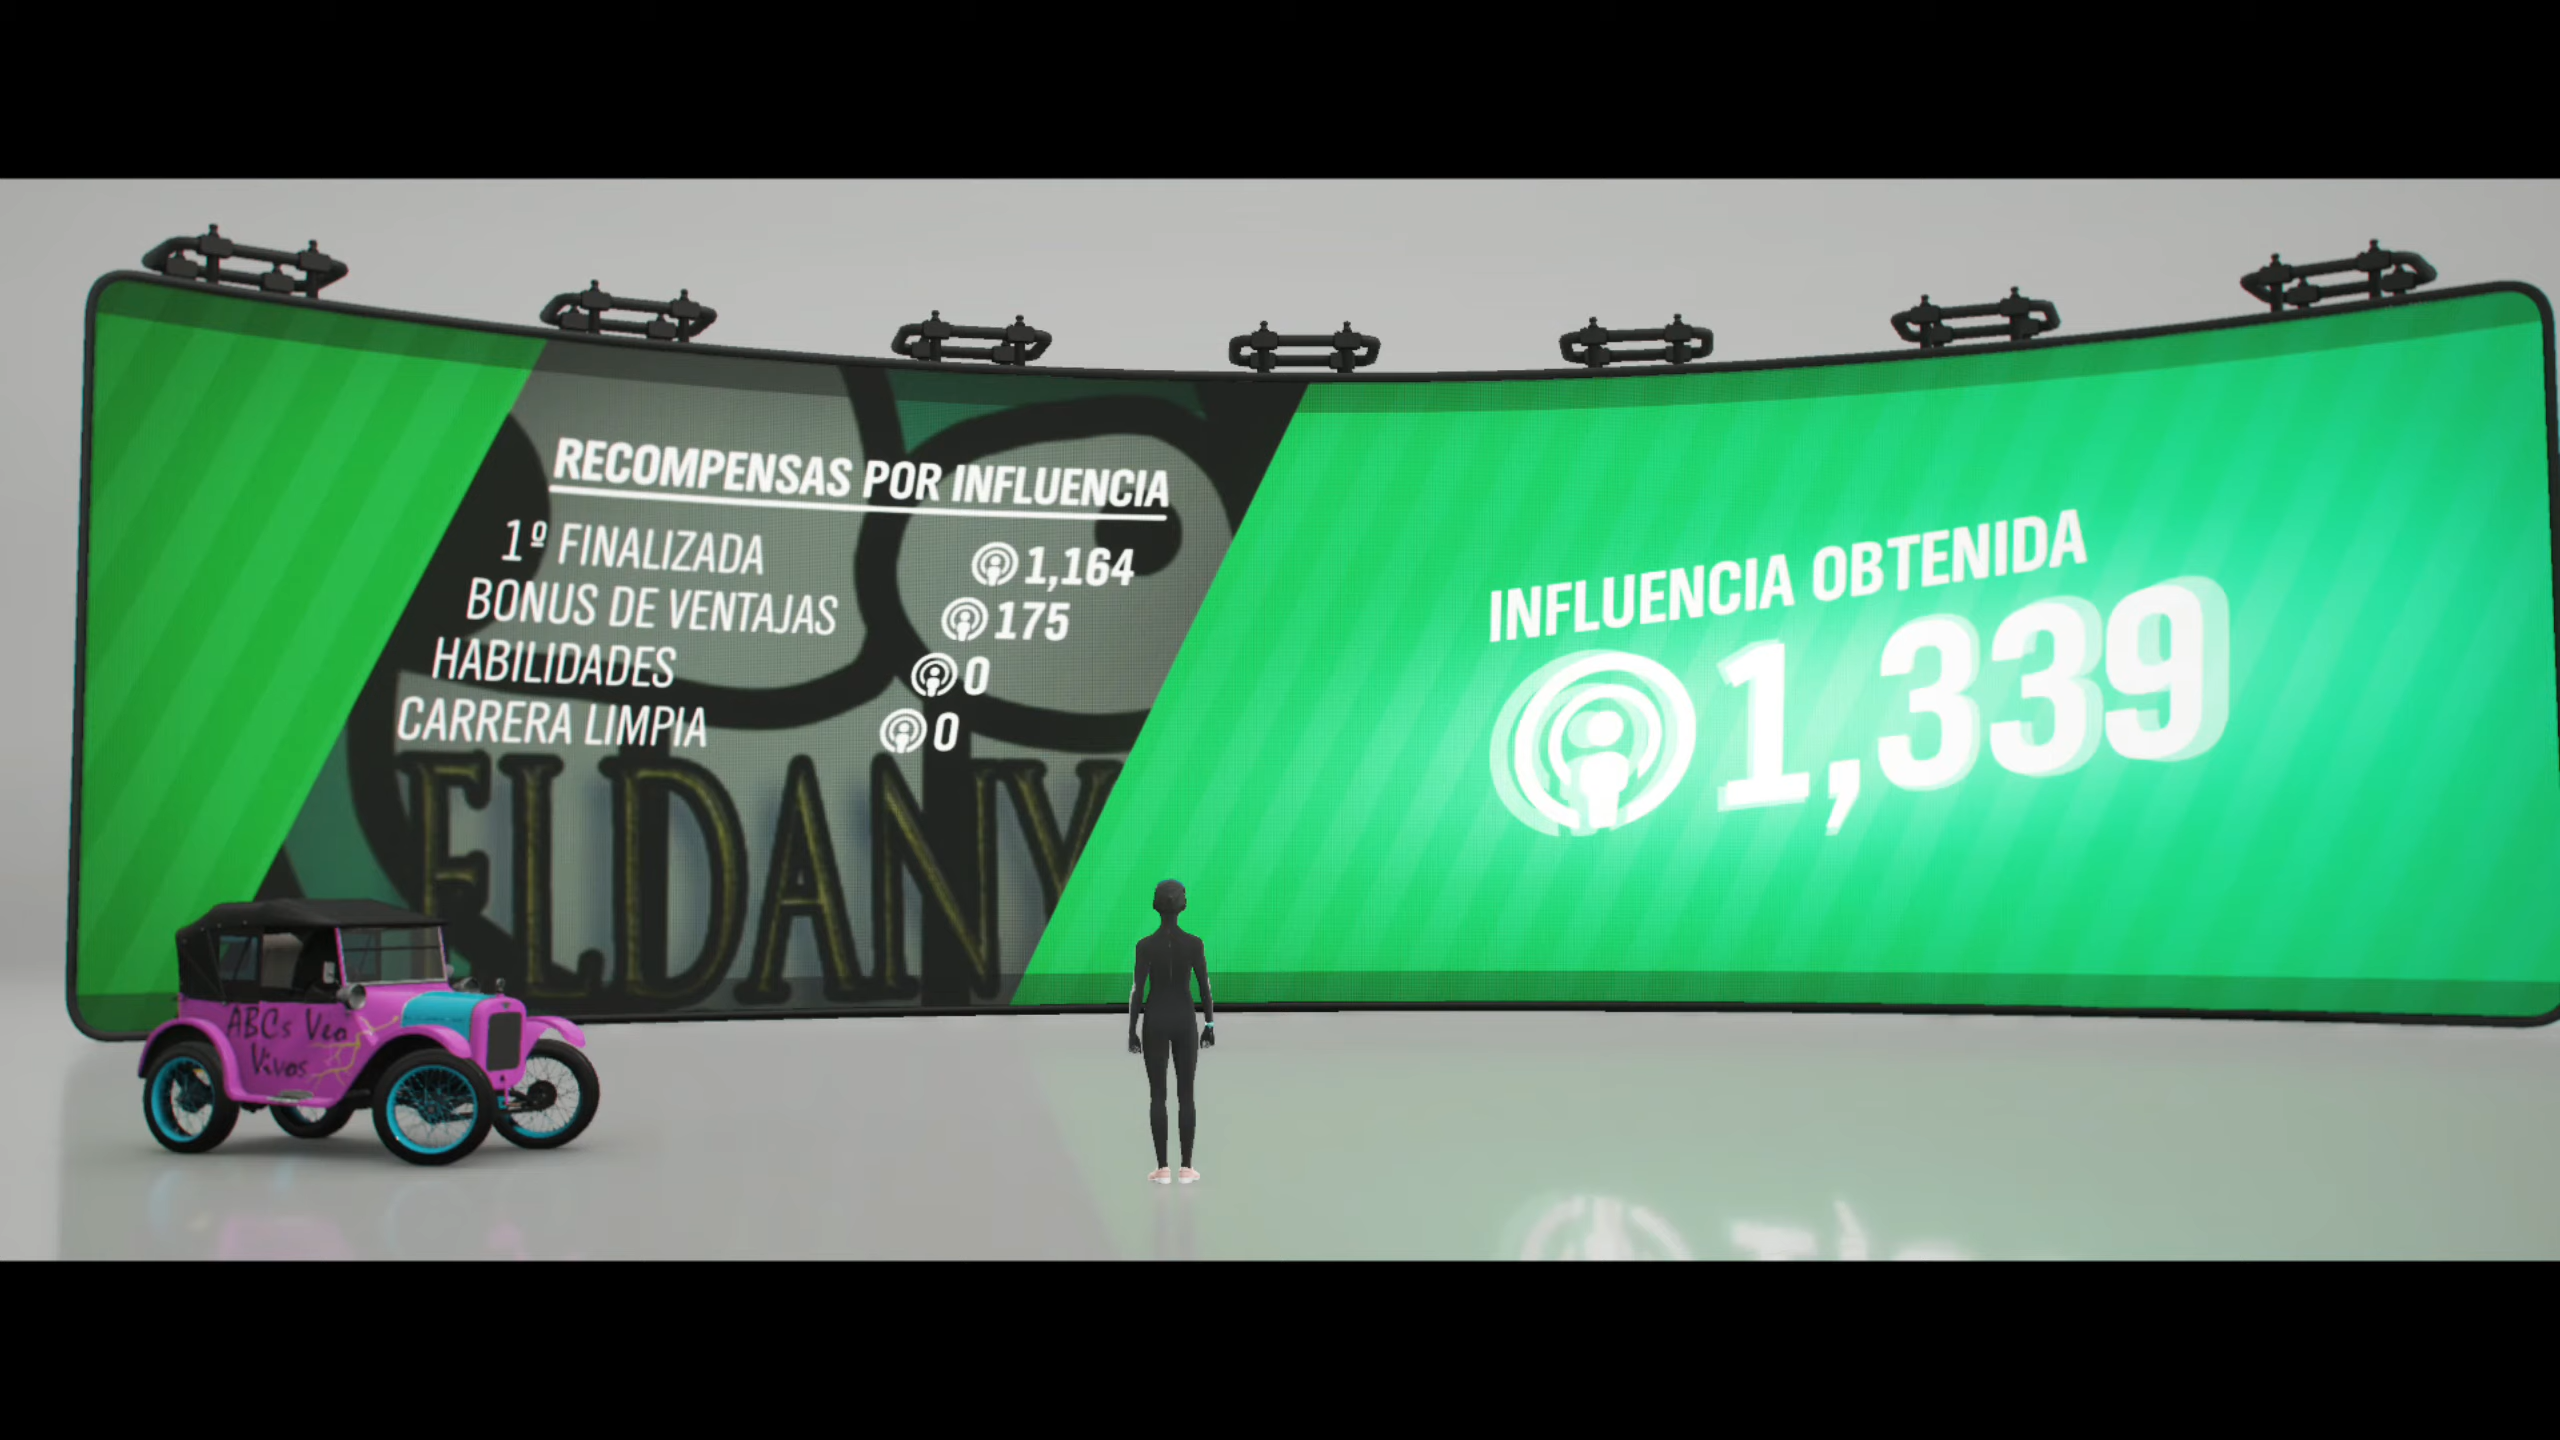 RECOMPENSAS POR INFLUENCIA
1º FINALIZADA 1,164
BONUS DE VENTAJAS 175
HABILIDADES 0
CARRERA LIMPIA 0
ELDANY
INFLUENCIA OBTENIDA
1,339
ABCs Veo
Vivos